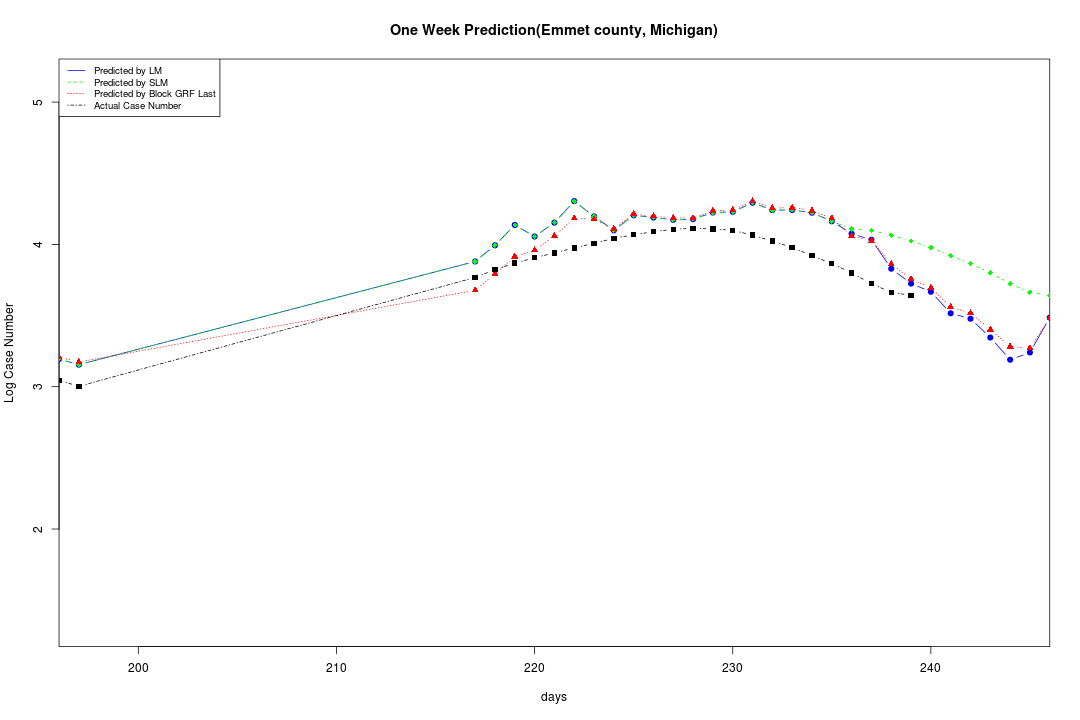 One Week Prediction(Emmet county, Michigan)
Predicted by LM
Predicted by SLM
Predicted by Block GRF Last
Actual Case Number
5
4
3
2
Log Case Number
200 210 220 230 240
days